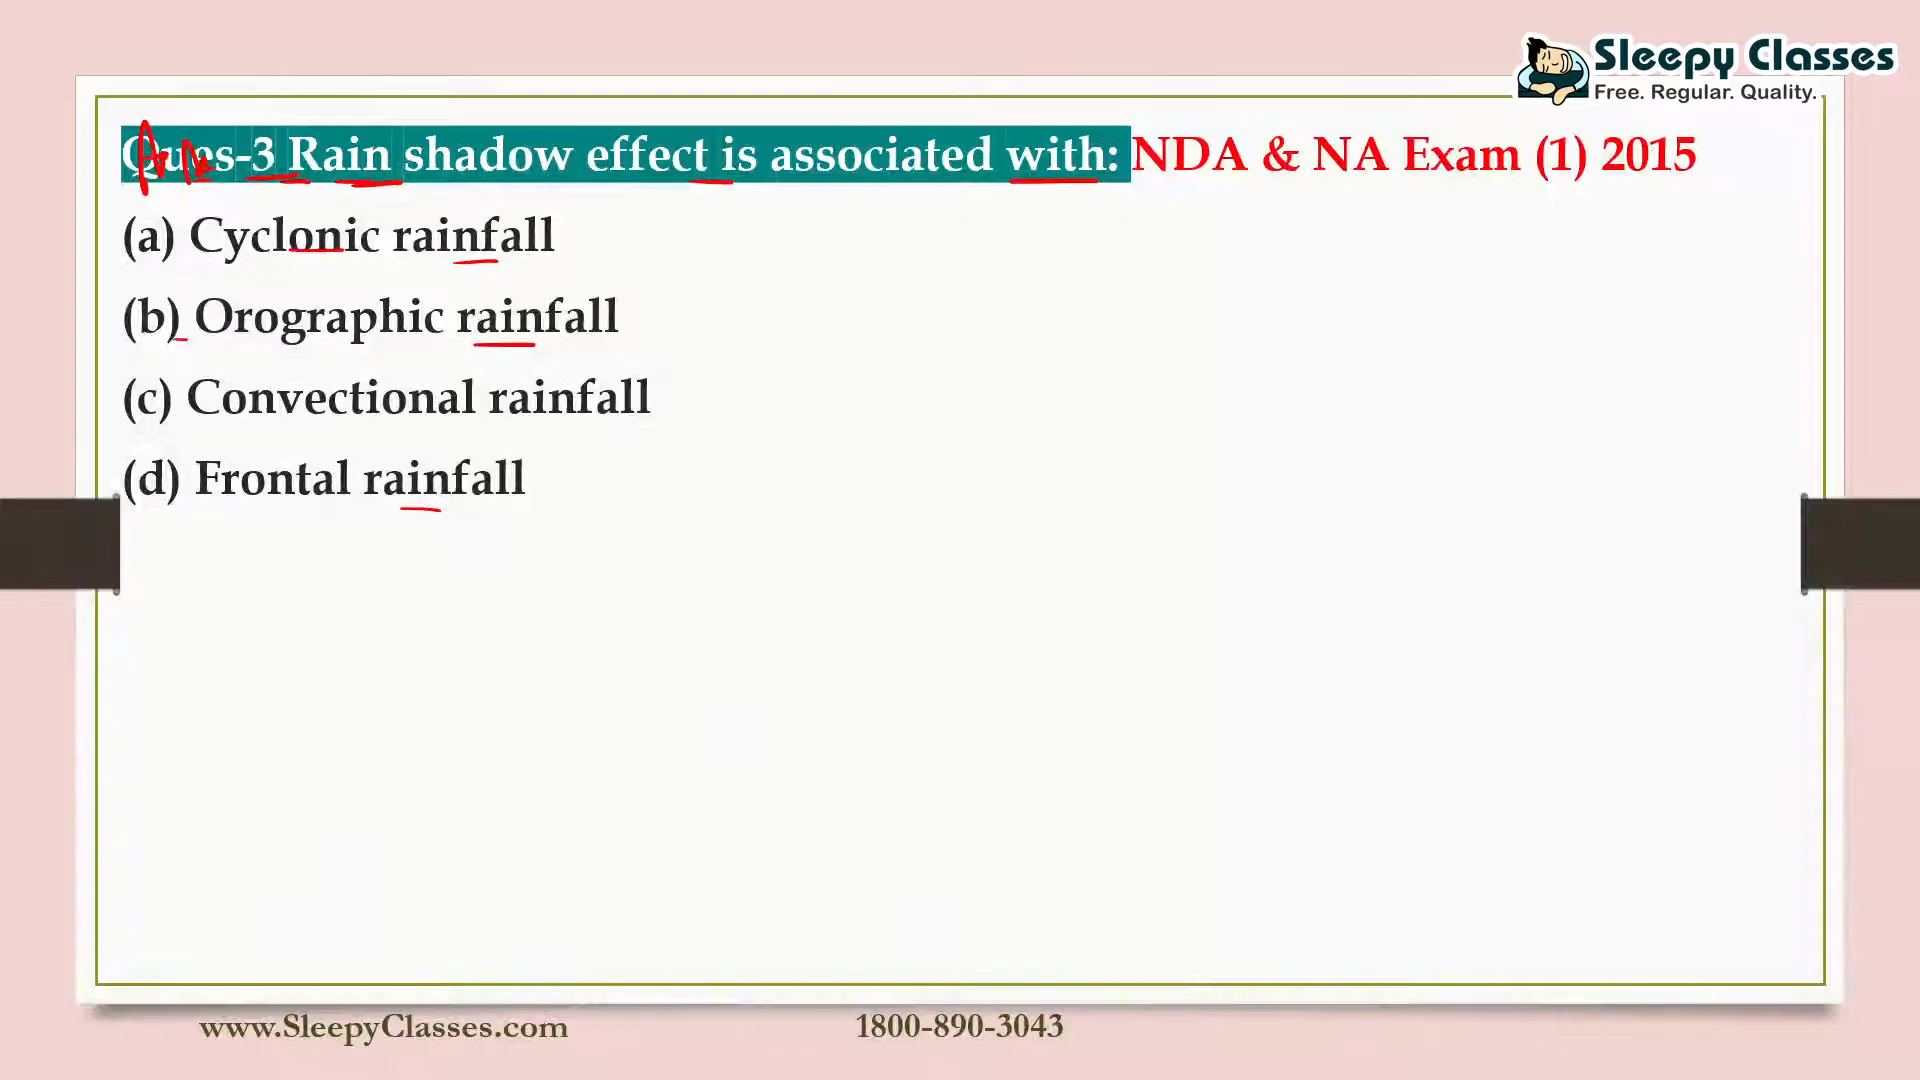 Sleepy Classes
Free. Regular. Quality.
Ques-3 Rain shadow effect is associated with: NDA & NA Exam (1) 2015
(a) Cyclonic rainfall
(b) Orographic rainfall
(c) Convectional rainfall
(d) Frontal rainfall
www.SleepyClasses.com
1800-890-3043